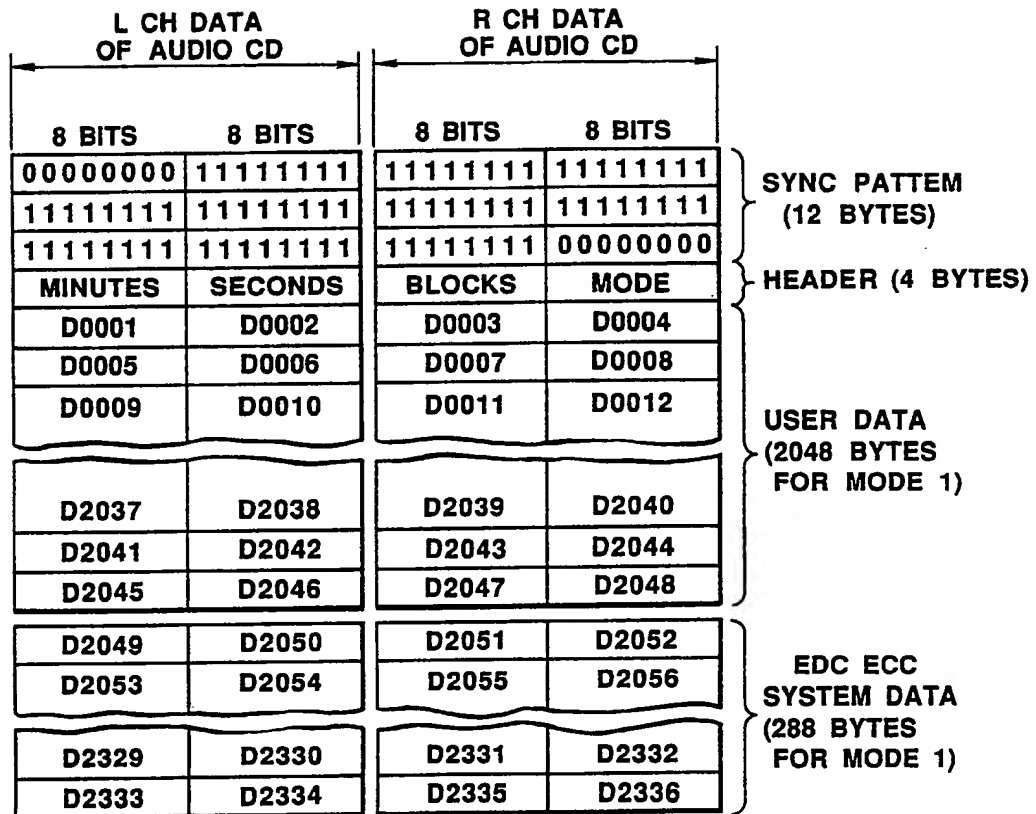 L CH DATA OF AUDIO CD
R CH DATA OF AUDIO CD
8 BITS 8 BITS 8 BITS 8 BITS
00000000 11111111 11111111 11111111
11111111 11111111 11111111 11111111
11111111 11111111 11111111 00000000
SYNC PATTEM
(12 BYTES)
MINUTES SECONDS BLOCKS MODE
HEADER (4 BYTES)
D0001 D0002 D0003 D0004
D0005 D0006 D0007 D0008
D0009 D0010 D0011 D0012
USER DATA
(2048 BYTES
FOR MODE 1)
D2037 D2038 D2039 D2040
D2041 D2042 D2043 D2044
D2045 D2046 D2047 D2048
D2049 D2050 D2051 D2052
D2053 D2054 D2055 D2056
EDC ECC
SYSTEM DATA
(288 BYTES
FOR MODE 1)
D2329 D2330 D2331 D2332
D2333 D2334 D2335 D2336